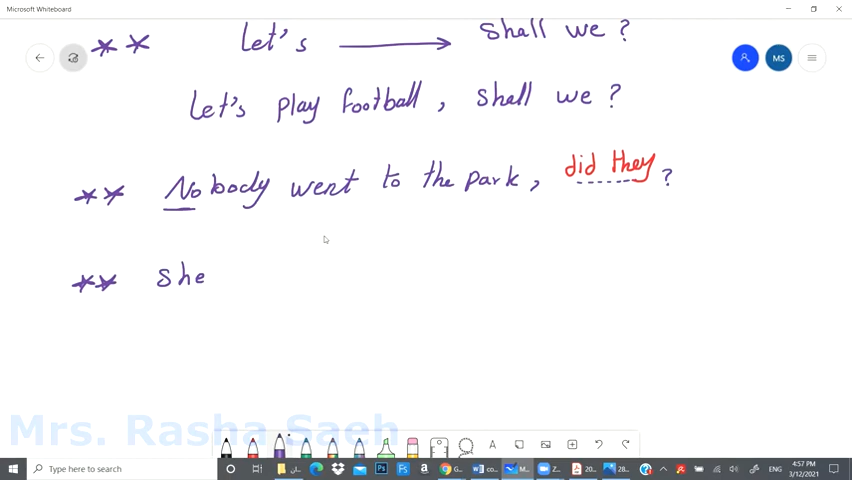 Microsoft Whiteboard
** Let's → shall we ?
MS
Let's play football , shall we ?
** Nobody went to the park , did they ?
** she
Mrs. Rasha Saeh
Type here to search
4:57 PM
ENG
3/12/2021